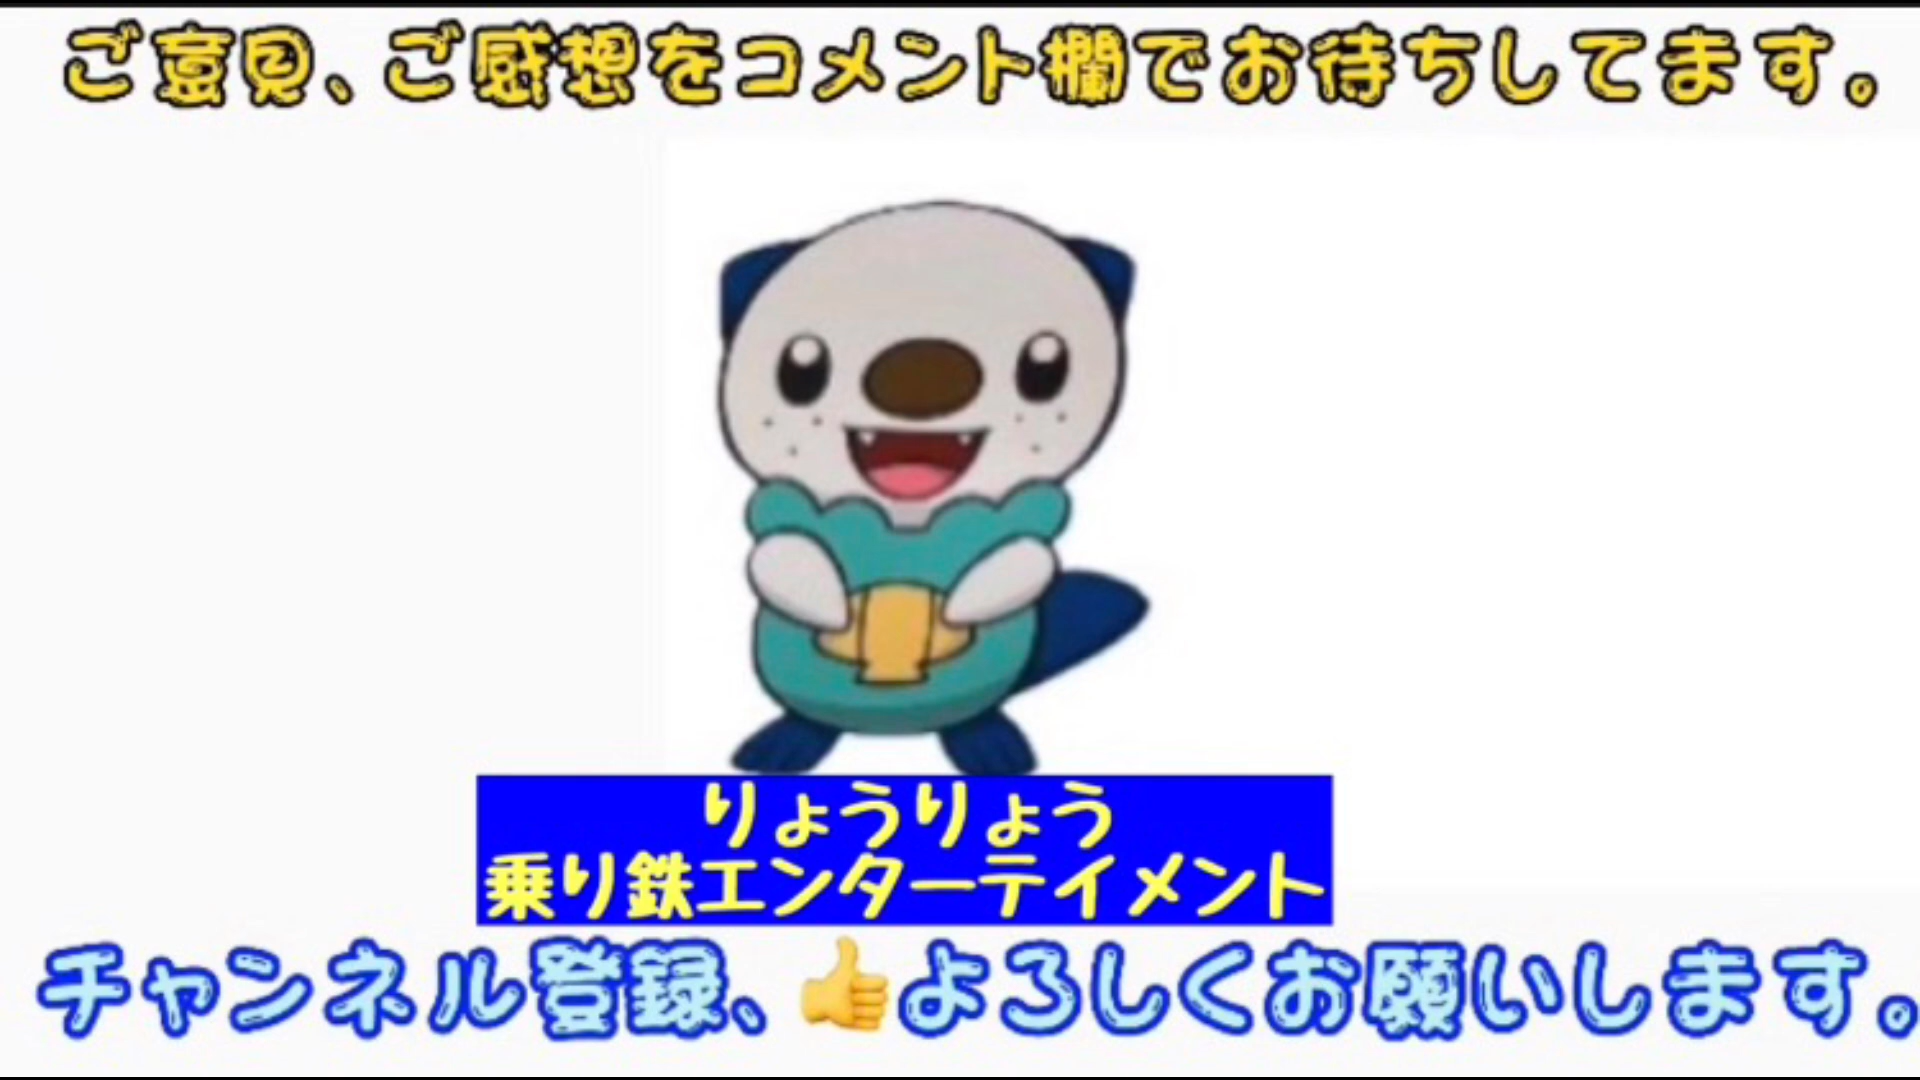 ご意見、ご感想をコメント欄でお待ちしてます。
りょうりょう
乗り鉄エンターテイメント
チャンネル登録、👍よろしくお願いします。